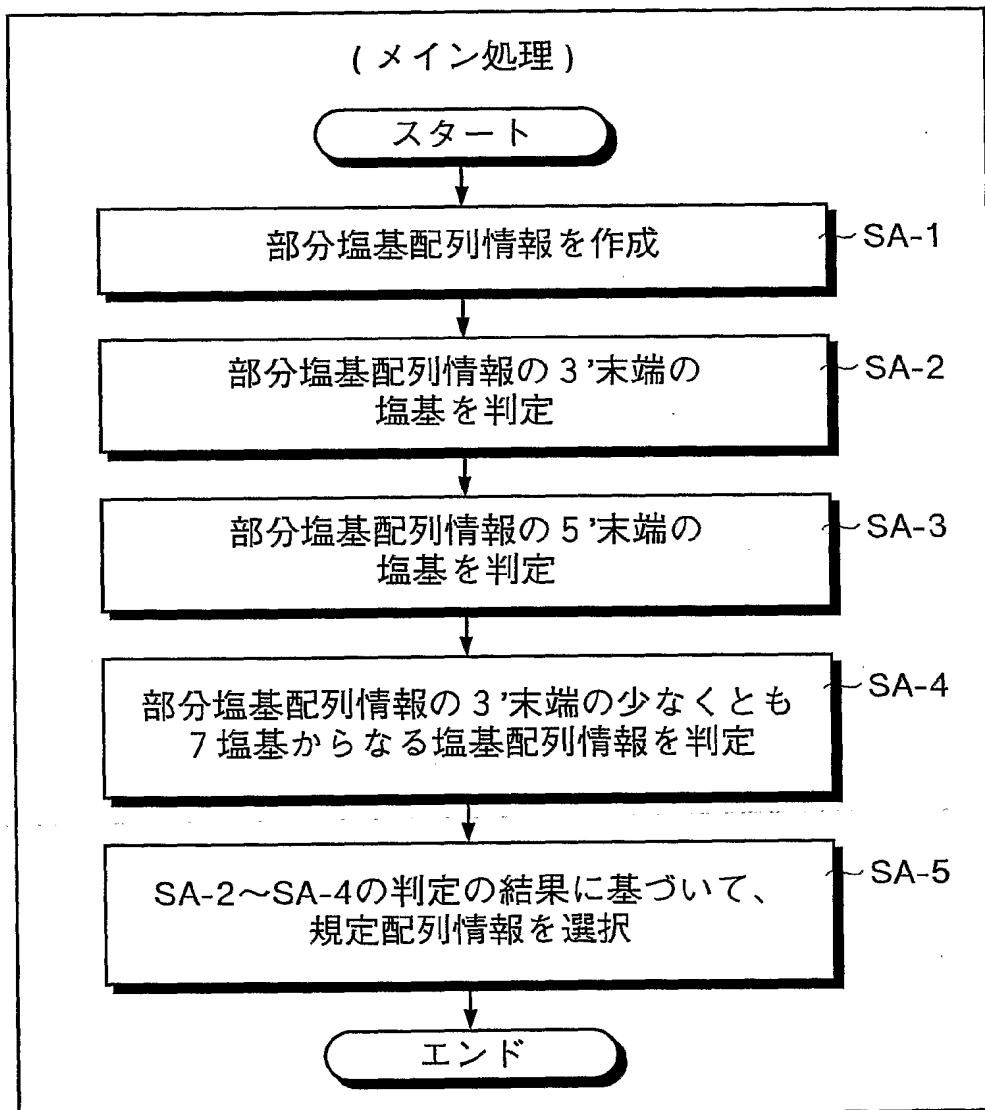 (メイン処理)
スタート
部分塩基配列情報を作成
SA-1
部分塩基配列情報の3'末端の
塩基を判定
SA-2
部分塩基配列情報の5'末端の
塩基を判定
SA-3
部分塩基配列情報の3'末端の少なくとも
7塩基からなる塩基配列情報を判定
SA-4
SA-2～SA-4の判定の結果に基づいて、
規定配列情報を選択
SA-5
エンド